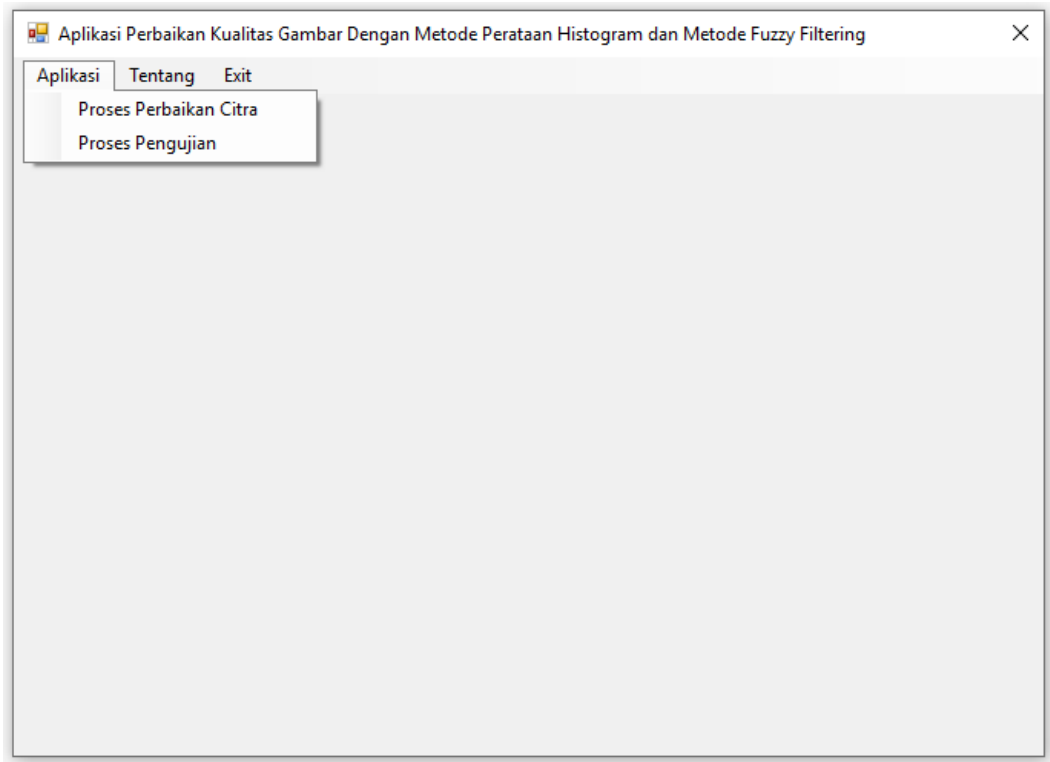 Aplikasi Perbaikan Kualitas Gambar Dengan Metode Perataan Histogram dan Metode Fuzzy Filtering
Aplikasi Tentang Exit
Proses Perbaikan Citra
Proses Pengujian